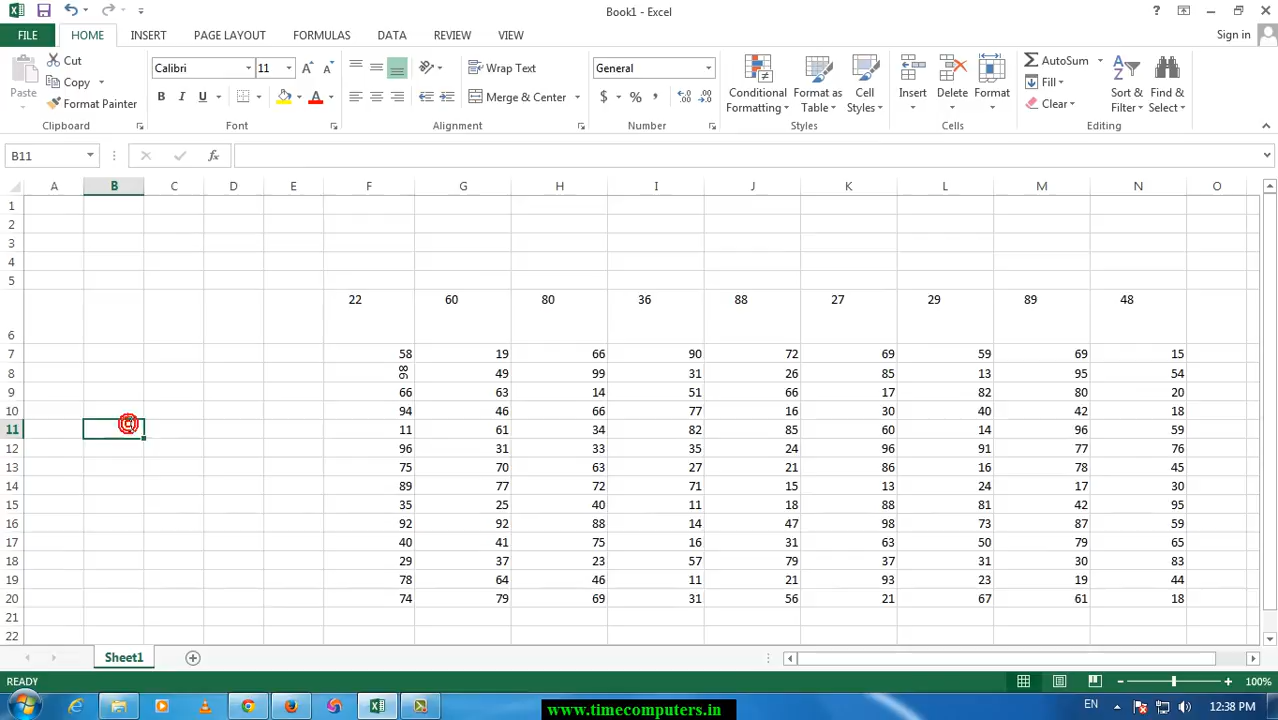 Book1 - Excel
?
FILE HOME INSERT PAGE LAYOUT FORMULAS DATA REVIEW VIEW Sign in
Paste Cut Copy Format Painter Clipboard
Calibri 11 B I U A Font
Wrap Text Merge & Center Alignment
General $ % , Number
Conditional Formatting Format as Table Cell Styles Styles
Insert Delete Format Cells
AutoSum Fill Clear Sort & Filter Find & Select Editing
B11 fx
A B C D E F G H I J K L M N O
1
2
3
4
5
6 22 60 80 36 88 27 29 89 48
7 58 19 66 90 72 69 59 69 15
8 98 49 99 31 26 85 13 95 54
9 66 63 14 51 66 17 82 80 20
10 94 46 66 77 16 30 40 42 18
11 11 61 34 82 85 60 14 96 59
12 96 31 33 35 24 96 91 77 76
13 75 70 63 27 21 86 16 78 45
14 89 77 72 71 15 13 24 17 30
15 35 25 40 11 18 88 81 42 95
16 92 92 88 14 47 98 73 87 59
17 40 41 75 16 31 63 50 79 65
18 29 37 23 57 79 37 31 30 83
19 78 64 46 11 21 93 23 19 44
20 74 79 69 31 56 21 67 61 18
21
22
Sheet1
READY 100%
EN 12:38 PM
www.timecomputers.in